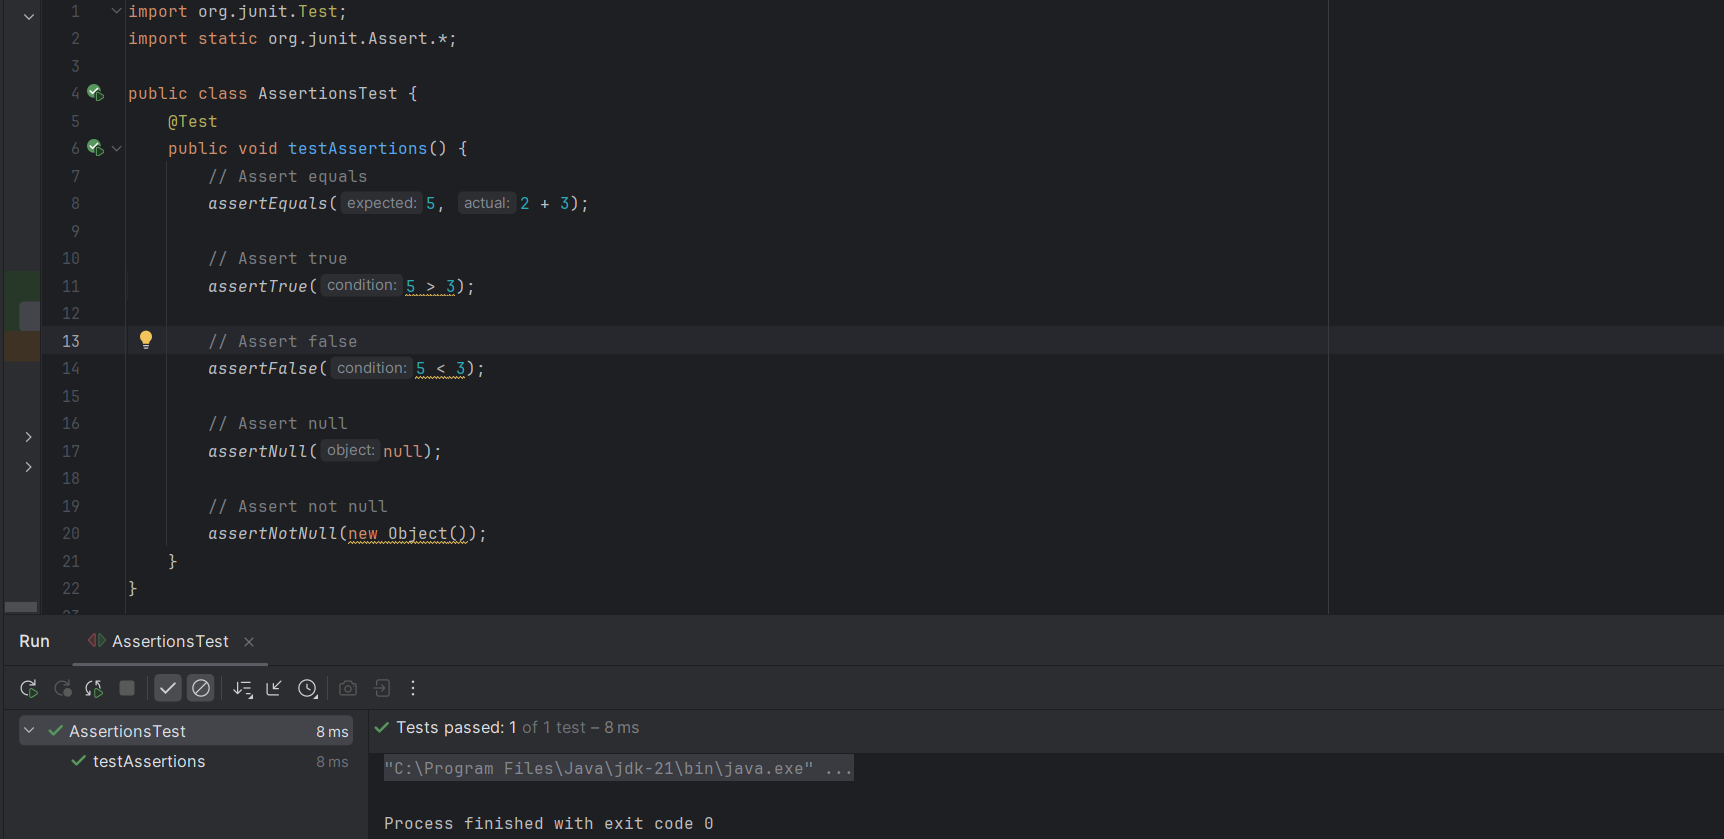 1 import org.junit.Test;
2 import static org.junit.Assert.*;
3
4 public class AssertionsTest {
5 @Test
6 public void testAssertions() {
7 // Assert equals
8 assertEquals( expected: 5, actual: 2 + 3);
9
10 // Assert true
11 assertTrue( condition: 5 > 3);
12
13 // Assert false
14 assertFalse( condition: 5 < 3);
15
16 // Assert null
17 assertNull( object: null);
18
19 // Assert not null
20 assertNotNull(new Object());
21 }
22 }
Run AssertionsTest
AssertionsTest 8 ms
testAssertions 8 ms
Tests passed: 1 of 1 test – 8 ms
"C:\Program Files\Java\jdk-21\bin\java.exe" ...
Process finished with exit code 0